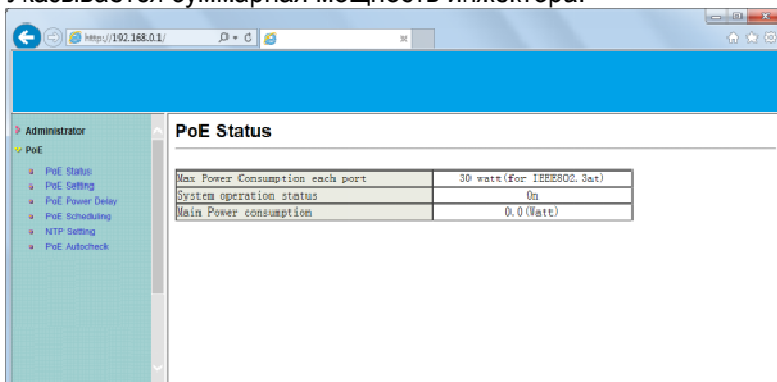 Указывается суммарная мощность инжектора.
http://192.168.0.1/
Administrator
PoE
PoE Status
PoE Setting
PoE Power Delay
PoE Scheduling
NTP Setting
PoE Autocheck
PoE Status
Max Power Consumption each port 30 watt(for IEEE802.3at)
System operation status On
Main Power consumption 0.0(Watt)